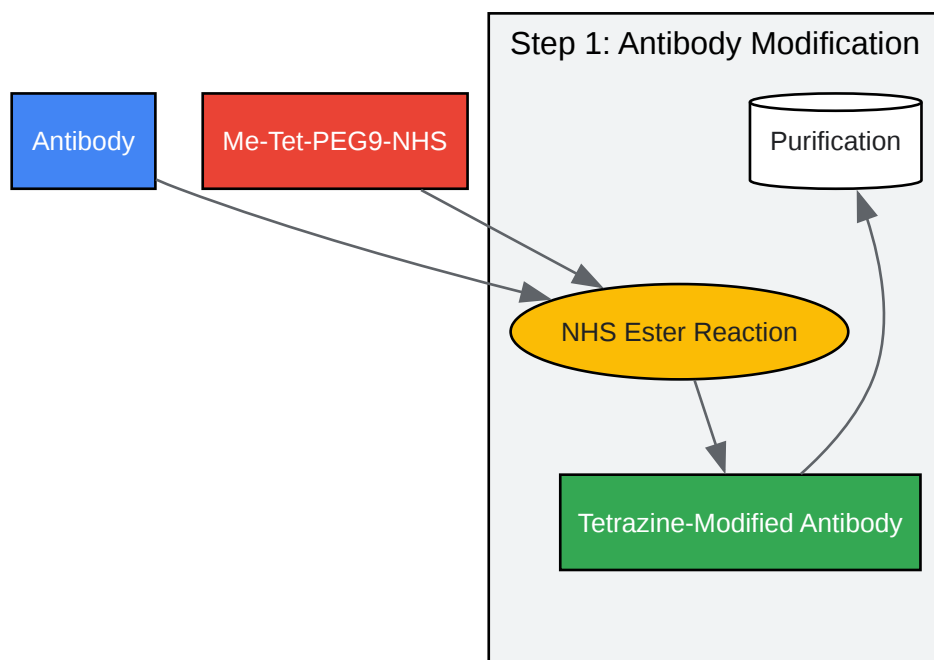 Step 1: Antibody Modification
Antibody
Me-Tet-PEG9-NHS
Purification
NHS Ester Reaction
Tetrazine-Modified Antibody